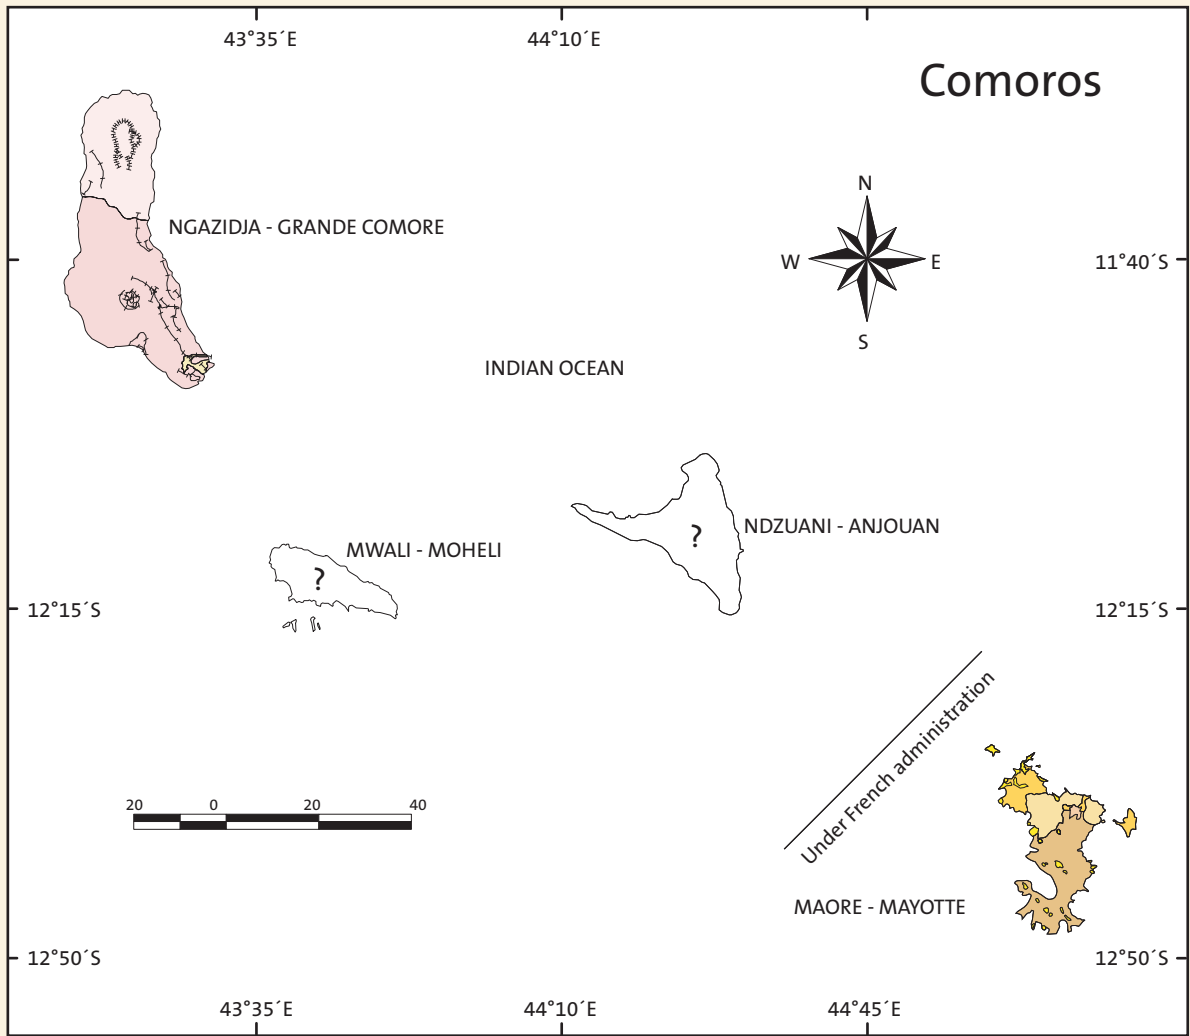 43°35´E
44°10´E
Comoros
N
NGAZIDJA - GRANDE COMORE
W
E
11°40´S
S
INDIAN OCEAN
NDZUANI - ANJOUAN
?
MWALI - MOHELI
?
12°15´S
12°15´S
Under French administration
20 0 20 40
MAORE - MAYOTTE
12°50´S
12°50´S
43°35´E
44°10´E
44°45´E